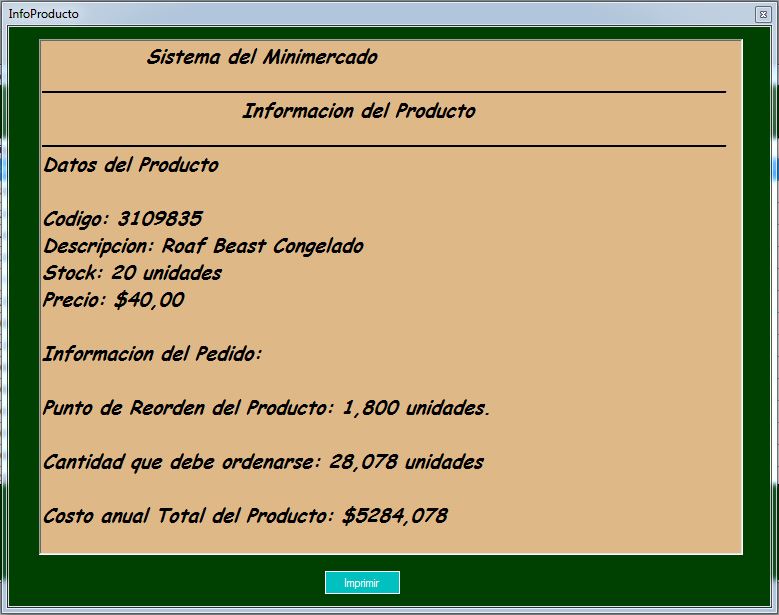 InfoProducto
Sistema del Minimercado
Informacion del Producto
Datos del Producto
Codigo: 3109835
Descripcion: Roaf Beast Congelado
Stock: 20 unidades
Precio: $40,00
Informacion del Pedido:
Punto de Reorden del Producto: 1,800 unidades.
Cantidad que debe ordenarse: 28,078 unidades
Costo anual Total del Producto: $5284,078
Imprimir